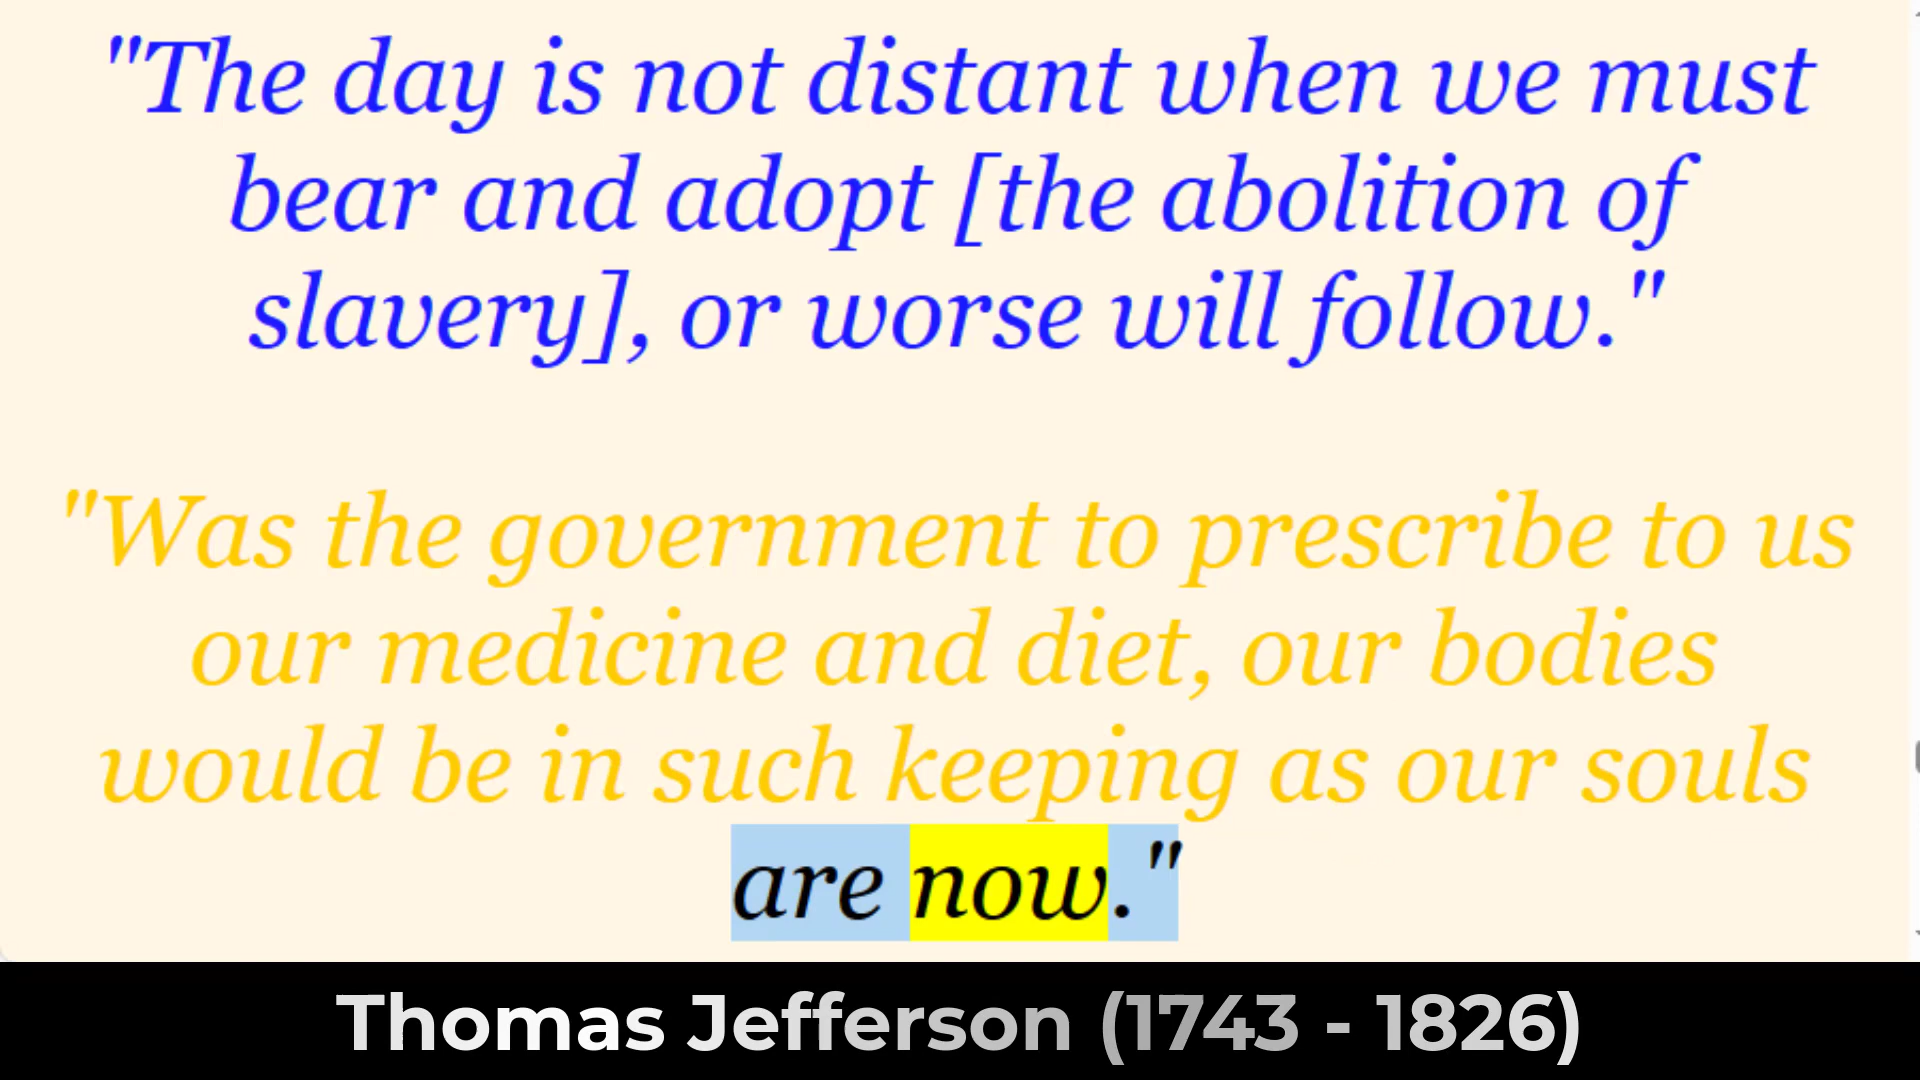 "The day is not distant when we must
bear and adopt [the abolition of
slavery], or worse will follow."
"Was the government to prescribe to us
our medicine and diet, our bodies
would be in such keeping as our souls
are now."
Thomas Jefferson (1743 - 1826)